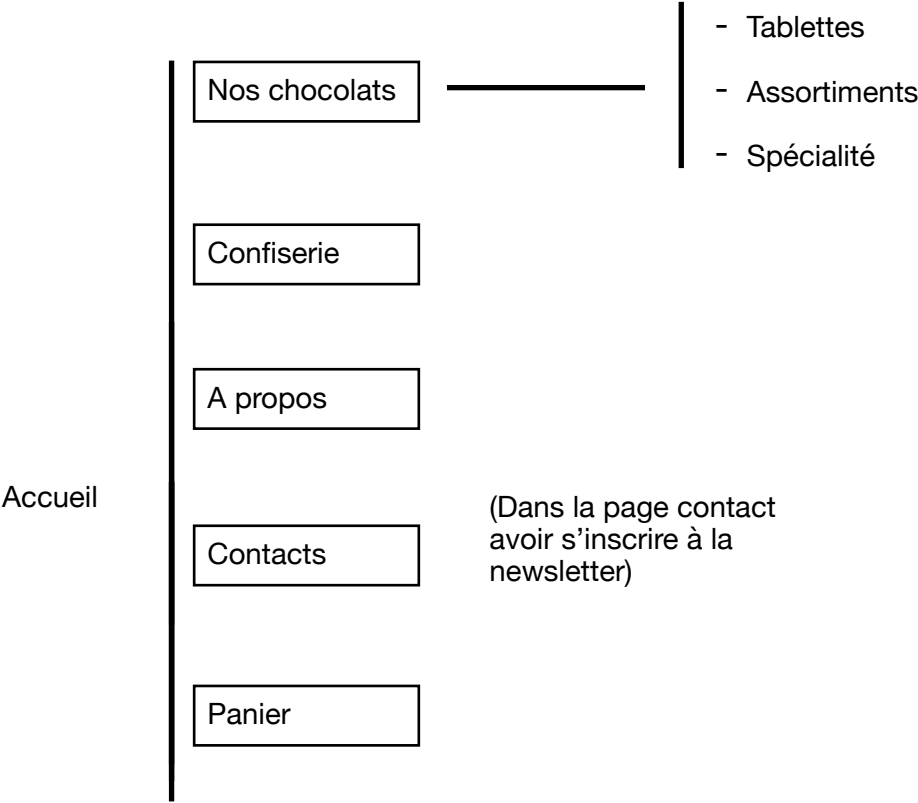 - Tablettes
Nos chocolats
- Assortiments
- Spécialité
Confiserie
A propos
Accueil
(Dans la page contact
avoir s’inscrire à la
newsletter)
Contacts
Panier